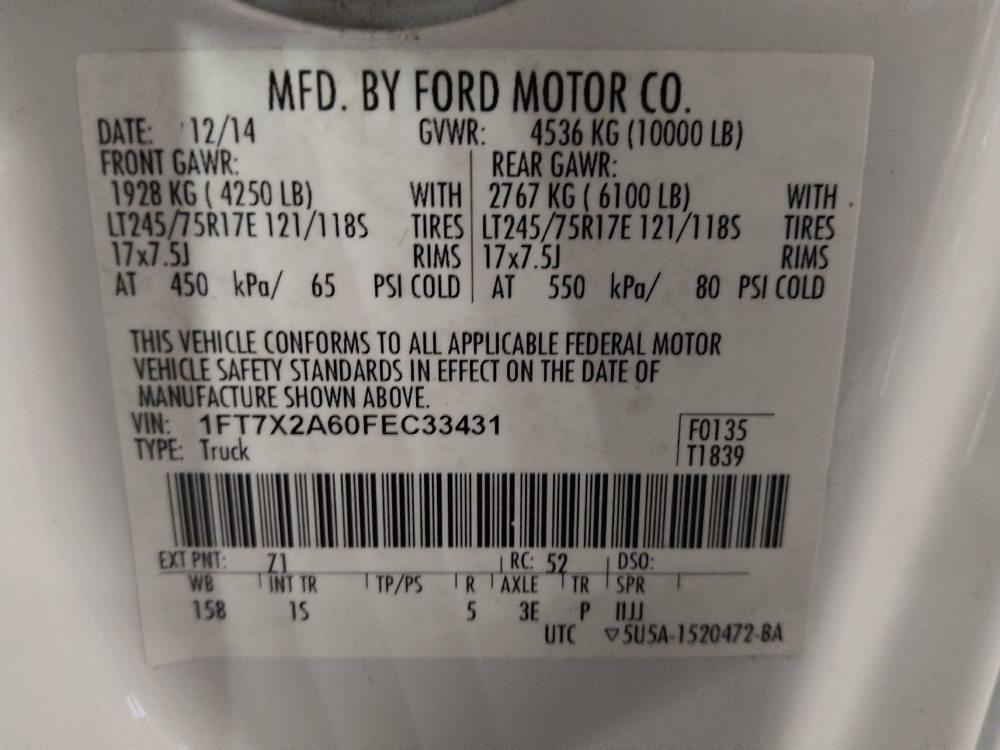 MFD. BY FORD MOTOR CO.
DATE: 12/14 GVWR: 4536 KG (10000 LB)
FRONT GAWR: REAR GAWR:
1928 KG ( 4250 LB) WITH 2767 KG ( 6100 LB) WITH
LT245/75R17E 121/118S TIRES LT245/75R17E 121/118S TIRES
17x7.5J RIMS 17x7.5J RIMS
AT 450 kPa/ 65 PSI COLD AT 550 kPa/ 80 PSI COLD
THIS VEHICLE CONFORMS TO ALL APPLICABLE FEDERAL MOTOR
VEHICLE SAFETY STANDARDS IN EFFECT ON THE DATE OF
MANUFACTURE SHOWN ABOVE.
VIN: 1FT7X2A60FEC33431 F0135
TYPE: Truck T1839
EXT PNT: Z1 RC: 52 DSO:
WB INT TR TP/PS R AXLE TR SPR
158 1S 5 3E P
UTC ▽5U5A-1520472-BA